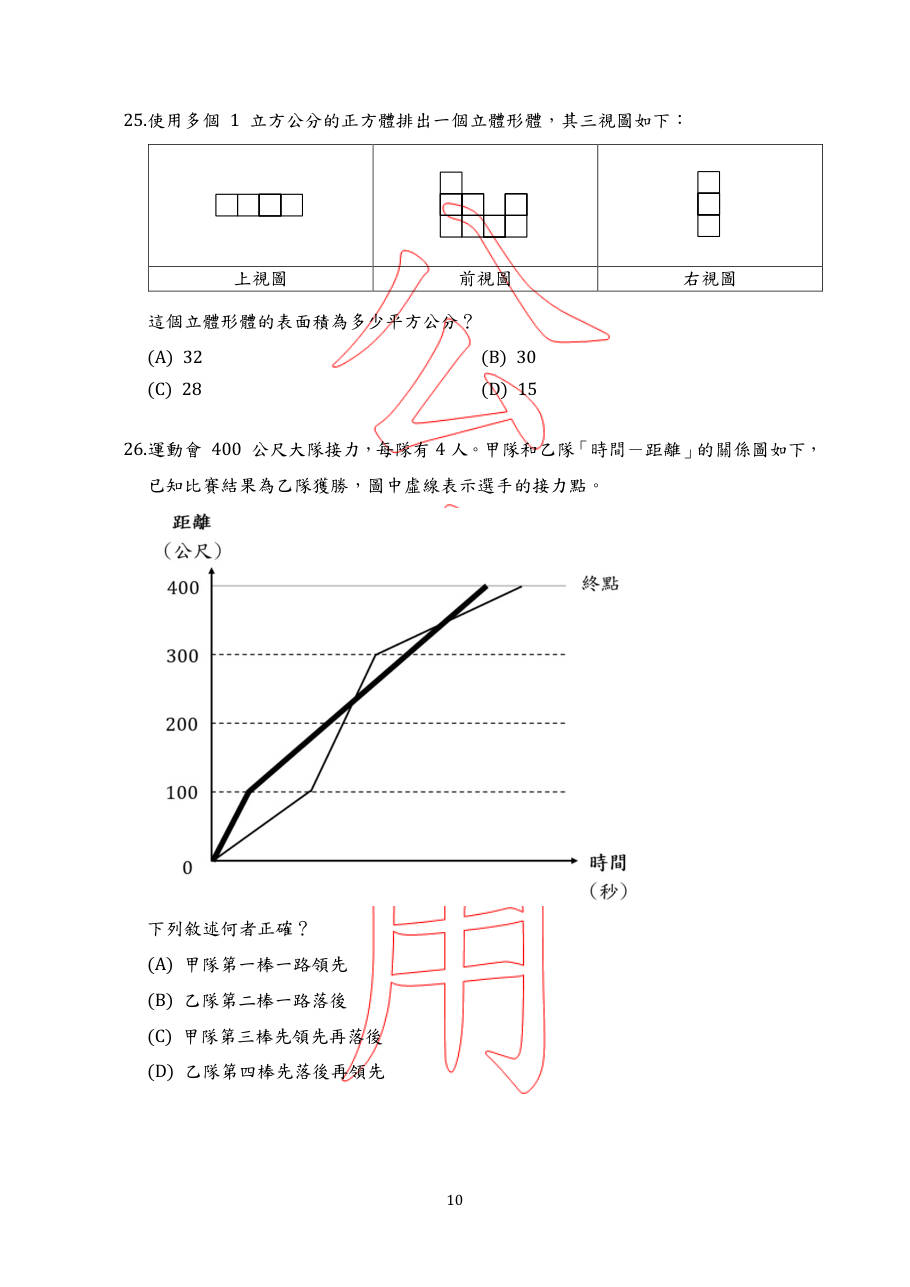 25.使用多個 1 立方公分的正方體排出一個立體形體，其三視圖如下：
上視圖 前視圖 右視圖
這個立體形體的表面積為多少平方公分？
(A) 32 (B) 30
(C) 28 (D) 15
26.運動會 400 公尺大隊接力，每隊有 4 人。甲隊和乙隊「時間－距離」的關係圖如下，
已知比賽結果為乙隊獲勝，圖中虛線表示選手的接力點。
距離
（公尺）
400 終點
300
200
100
0 時間
（秒）
下列敘述何者正確？
(A) 甲隊第一棒一路領先
(B) 乙隊第二棒一路落後
(C) 甲隊第三棒先領先再落後
(D) 乙隊第四棒先落後再領先
公
用
10